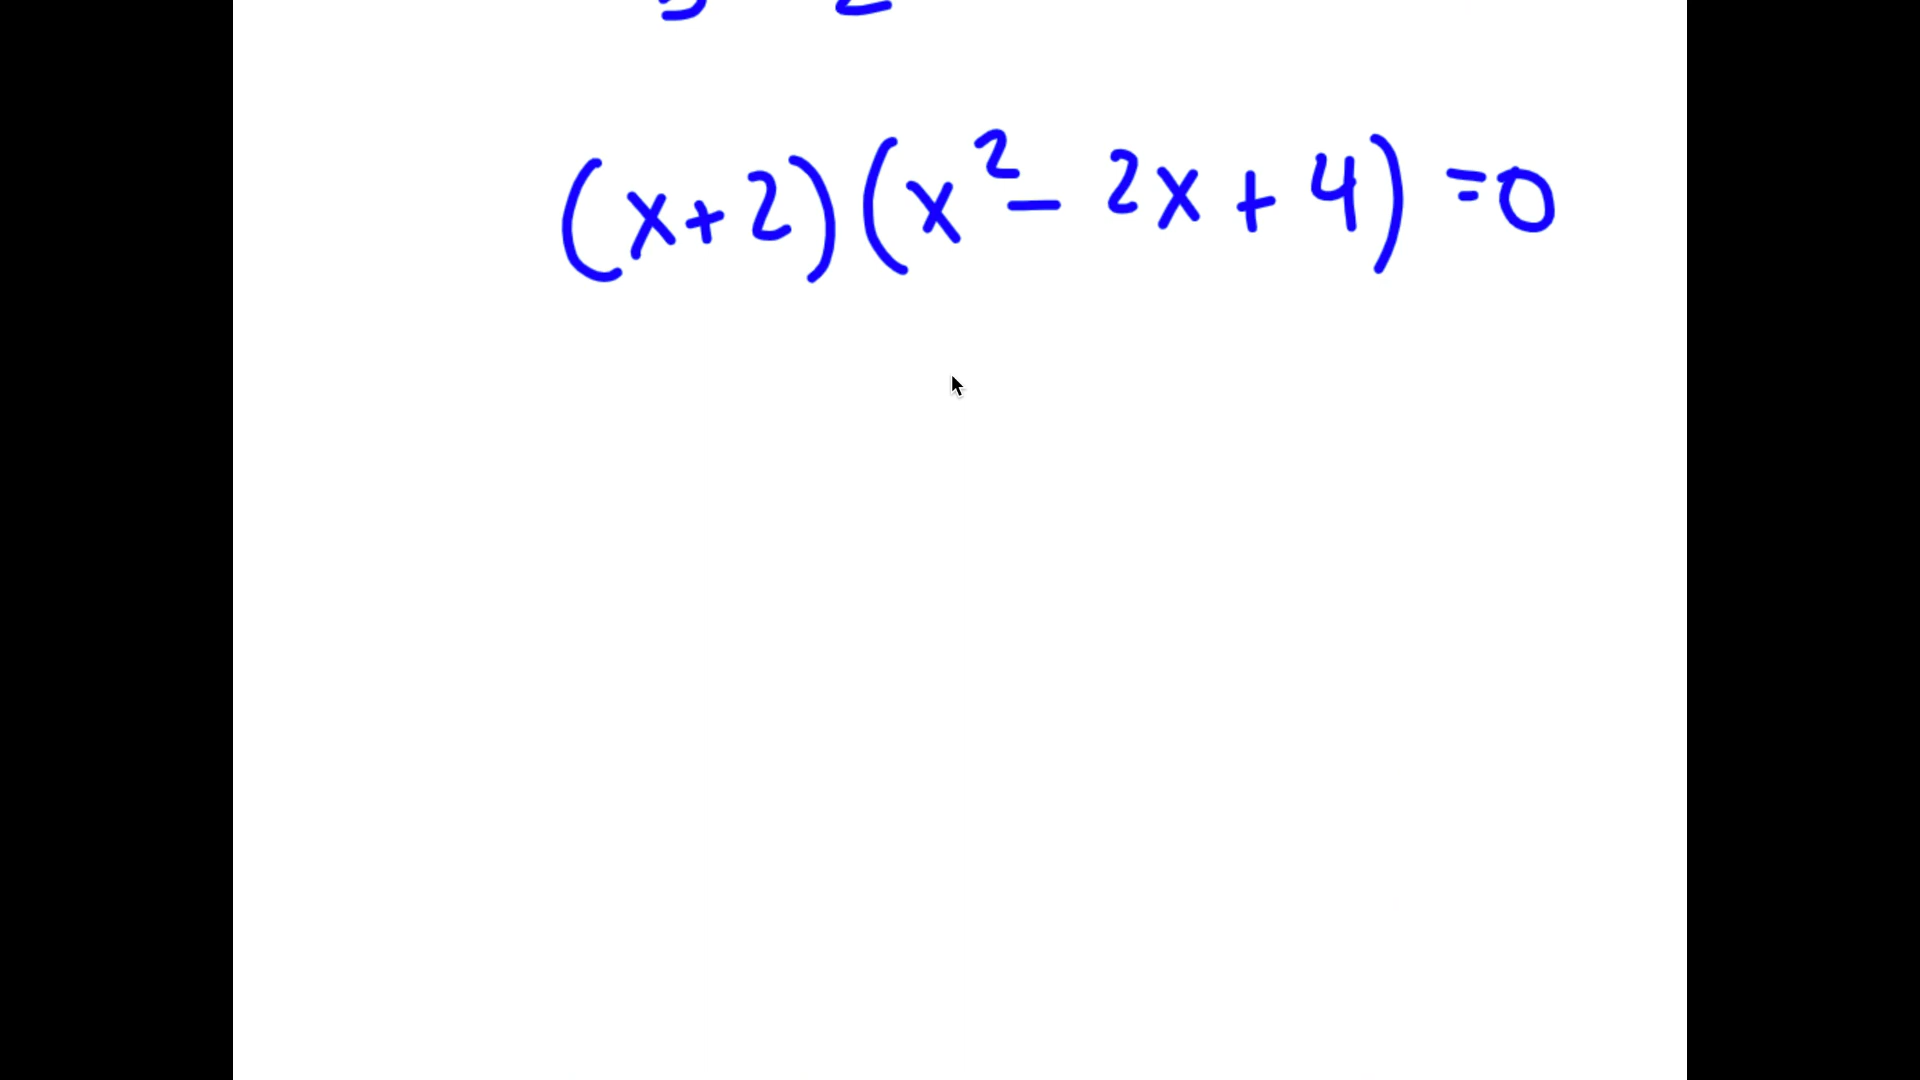 (x+2)(x² − 2x + 4) = 0